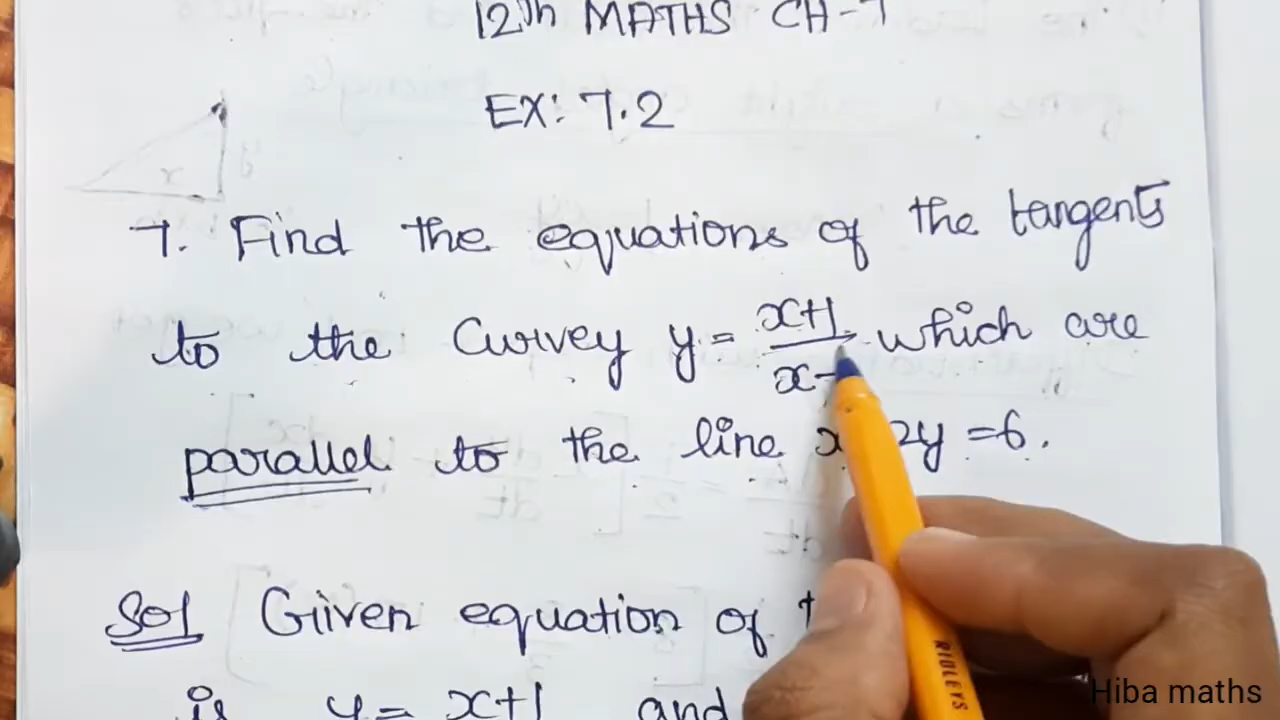 12th MATHS CH-7
EX: 7.2
7. Find the equations of the tangents
to the Curvey y = x+1 / x- which are
parallel to the line x 2y = 6.
Sol Given equation of
is y = x+1 and
RIDLEYS
Hiba maths